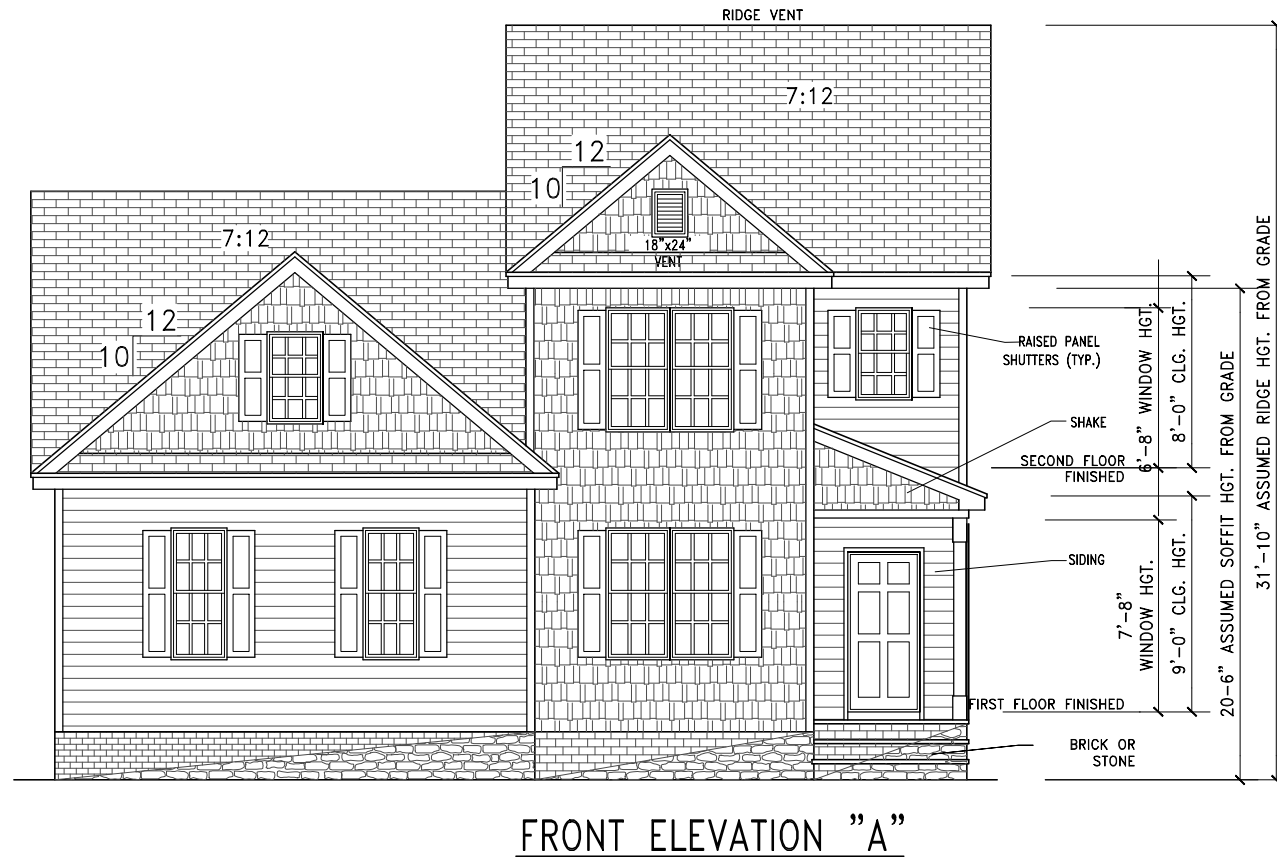 RIDGE VENT
7:12
12
10
18"x24"
VENT
7:12
12
10
RAISED PANEL
SHUTTERS (TYP.)
SHAKE
SECOND FLOOR
FINISHED
SIDING
FIRST FLOOR FINISHED
BRICK OR
STONE
6'-8" WINDOW HGT.
8'-0" CLG. HGT.
7'-8"
WINDOW HGT.
9'-0" CLG. HGT.
20-6" ASSUMED SOFFIT HGT. FROM GRADE
31'-10" ASSUMED RIDGE HGT. FROM GRADE
FRONT ELEVATION "A"